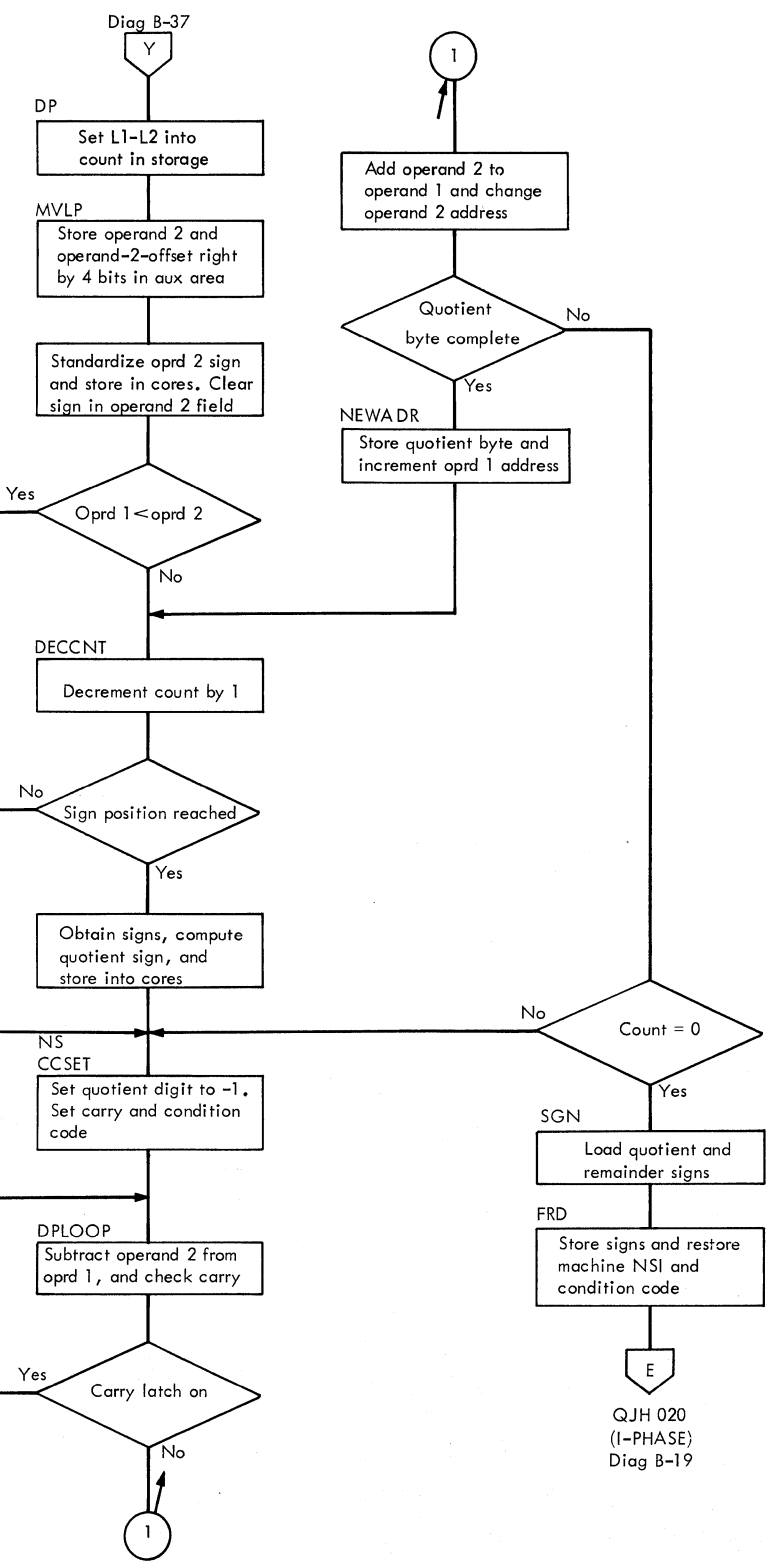 Diag B-37
Y
DP
Set L1-L2 into
count in storage
MVLP
Store operand 2 and
operand-2-offset right
by 4 bits in aux area
Standardize oprd 2 sign
and store in cores. Clear
sign in operand 2 field
Yes
Oprd 1<oprd 2
No
DECCNT
Decrement count by 1
No
Sign position reached
Yes
Obtain signs, compute
quotient sign, and
store into cores
NS
CCSET
Set quotient digit to -1.
Set carry and condition
code
DPLOOP
Subtract operand 2 from
oprd 1, and check carry
Yes
Carry latch on
No
1
1
Add operand 2 to
operand 1 and change
operand 2 address
Quotient
byte complete
No
Yes
NEWADR
Store quotient byte and
increment oprd 1 address
No
Count = 0
Yes
SGN
Load quotient and
remainder signs
FRD
Store signs and restore
machine NSI and
condition code
E
QJH 020
(I-PHASE)
Diag B-19